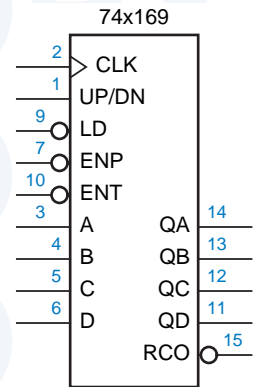 74x169
2 CLK
1 UP/DN
9 LD
7 ENP
10 ENT
3 A QA 14
4 B QB 13
5 C QC 12
6 D QD 11
RCO 15